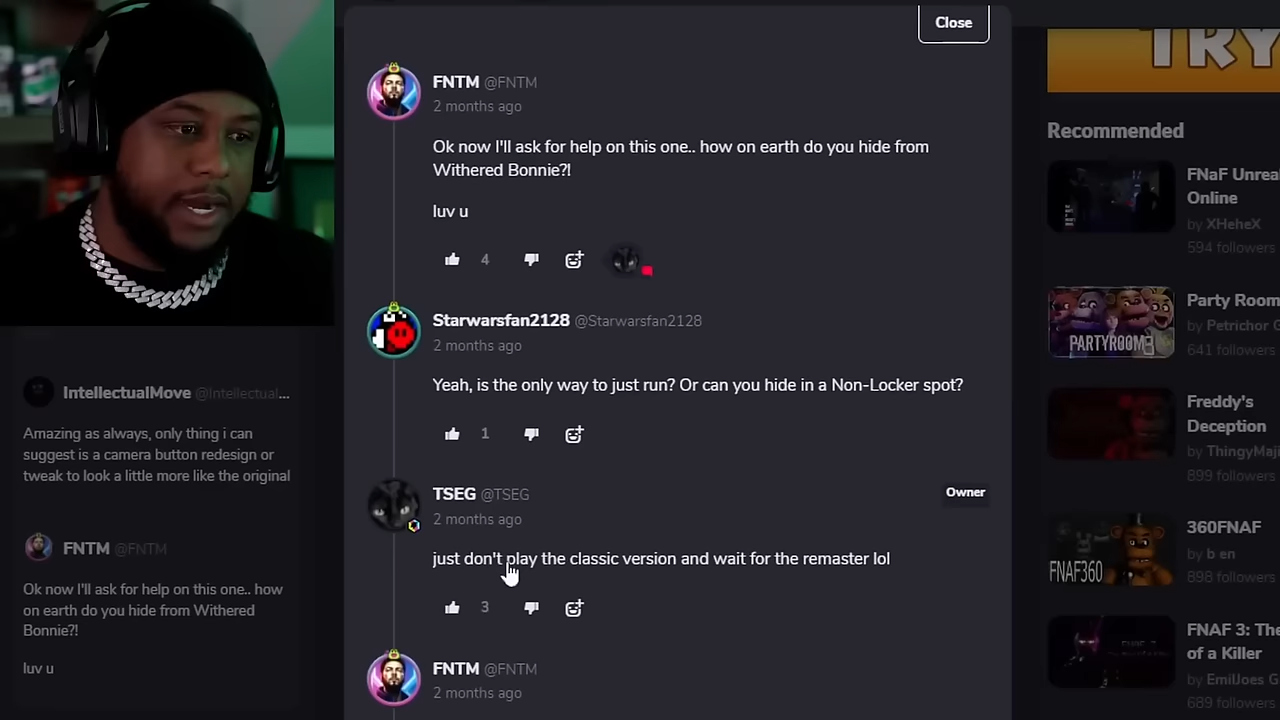 Close
FNTM @FNTM
2 months ago
Ok now I'll ask for help on this one.. how on earth do you hide from
Withered Bonnie?!
luv u
4
Starwarsfan2128 @Starwarsfan2128
2 months ago
Yeah, is the only way to just run? Or can you hide in a Non-Locker spot?
1
TSEG @TSEG
Owner
2 months ago
just don't play the classic version and wait for the remaster lol
3
FNTM @FNTM
2 months ago
IntellectualMove @Intellectual...
Amazing as always, only thing i can
suggest is a camera button redesign or
tweak to look a little more like the original
FNTM @FNTM
Ok now I'll ask for help on this one.. how
on earth do you hide from Withered
Bonnie?!
luv u
TRY
Recommended
FNaF Unrea
Online
by XHeheX
594 followers
PARTYROOM
Party Room
by Petrichor G
641 followers
Freddy's
Deception
by ThingyMaji
899 followers
FNAF360
360FNAF
by b en
898 followers
FNAF 3: The
of a Killer
by EmilJoes G
689 followers